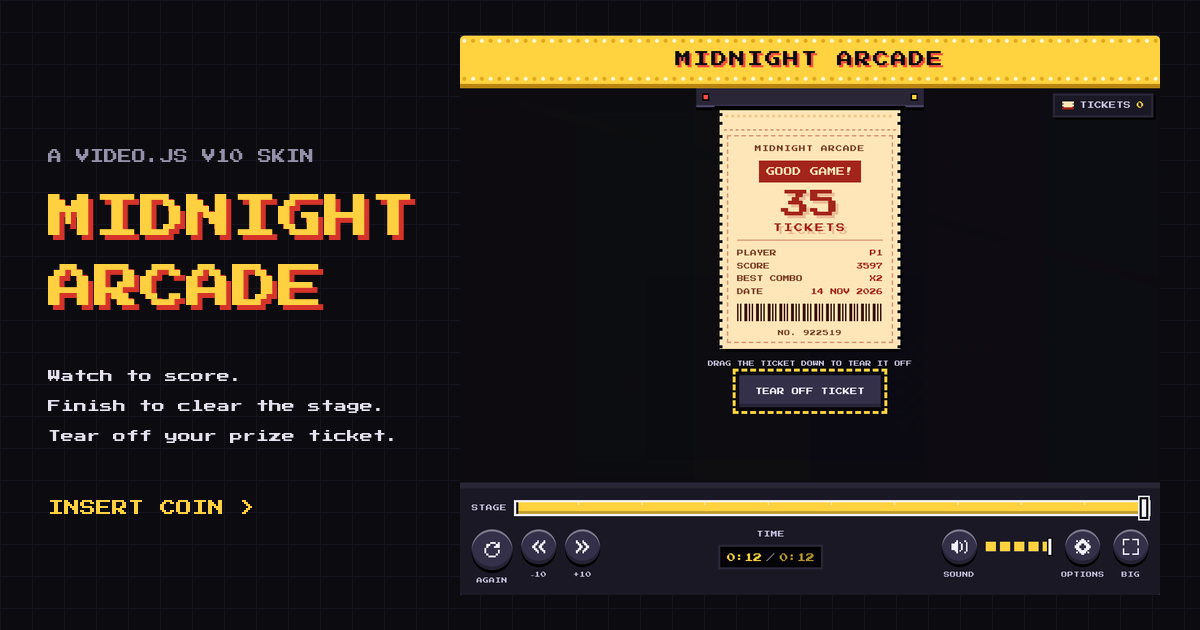 A VIDEO.JS V10 SKIN
MIDNIGHT
ARCADE
Watch to score.
Finish to clear the stage.
Tear off your prize ticket.
INSERT COIN >
MIDNIGHT ARCADE
TICKETS 0
MIDNIGHT ARCADE
GOOD GAME!
35
TICKETS
PLAYER P1
SCORE 3597
BEST COMBO X2
DATE 14 NOV 2026
NO. 922519
DRAG THE TICKET DOWN TO TEAR IT OFF
TEAR OFF TICKET
STAGE
AGAIN
-10
+10
TIME
0:12 / 0:12
SOUND
OPTIONS
BIG